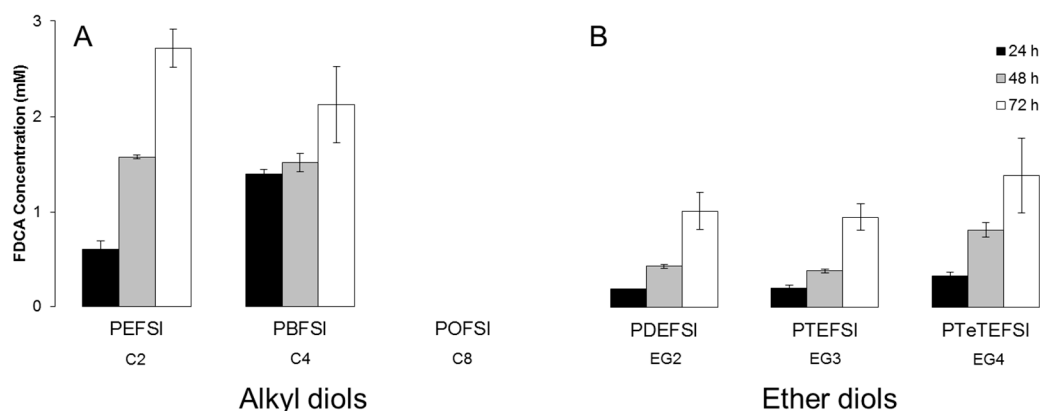 A
FDCA Concentration (mM)
3
2
1
0
PEFSI
PBFSI
POFSI
C2
C4
C8
Alkyl diols
B
24 h
48 h
72 h
PDEFSI
PTEFSI
PTeTEFSI
EG2
EG3
EG4
Ether diols